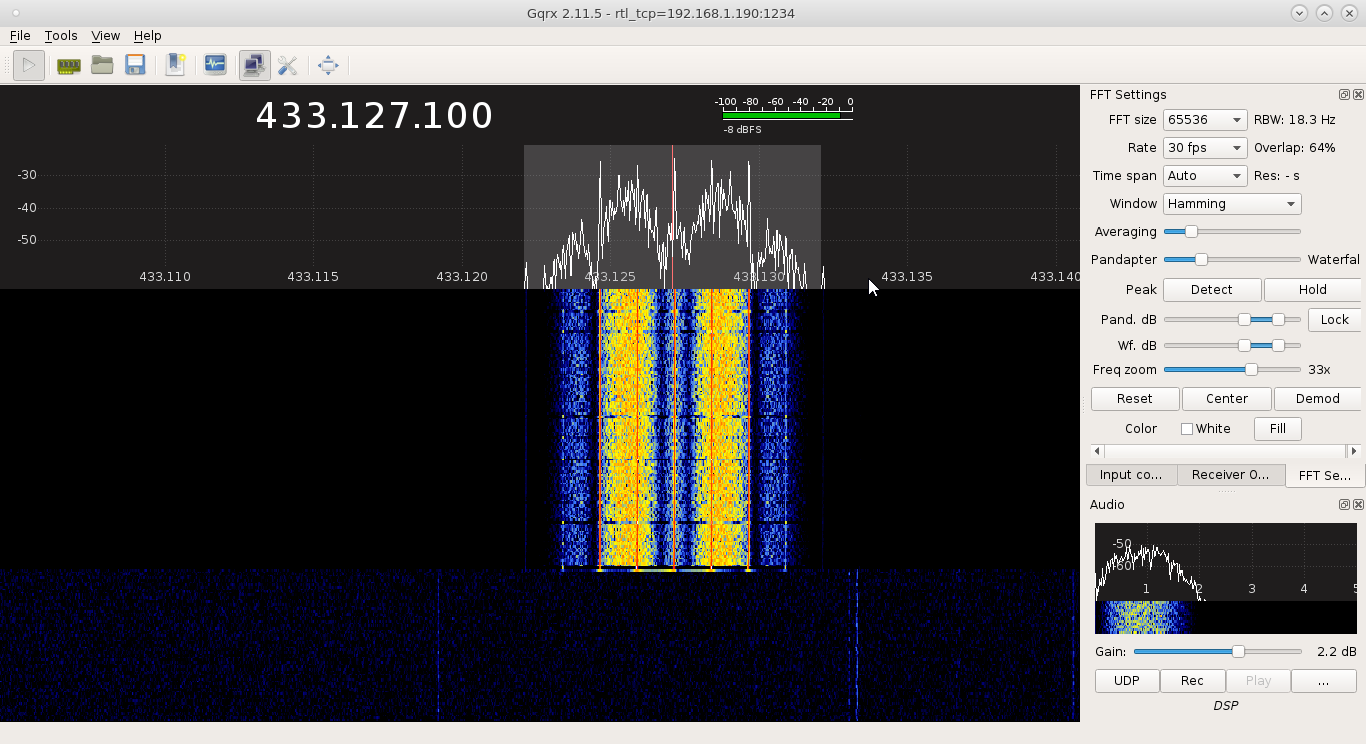 Gqrx 2.11.5 - rtl_tcp=192.168.1.190:1234
File Tools View Help
433.127.100
-100 -80 -60 -40 -20 0
-8 dBFS
-30
-40
-50
433.110 433.115 433.120 433.125 433.130 433.135 433.140
FFT Settings
FFT size 65536 RBW: 18.3 Hz
Rate 30 fps Overlap: 64%
Time span Auto Res: - s
Window Hamming
Averaging
Pandapter Waterfal
Peak Detect Hold
Pand. dB Lock
Wf. dB
Freq zoom 33x
Reset Center Demod
Color White Fill
Input co... Receiver O... FFT Se...
Audio
-50
-60
1 2 3 4 5
Gain: 2.2 dB
UDP Rec Play ...
DSP